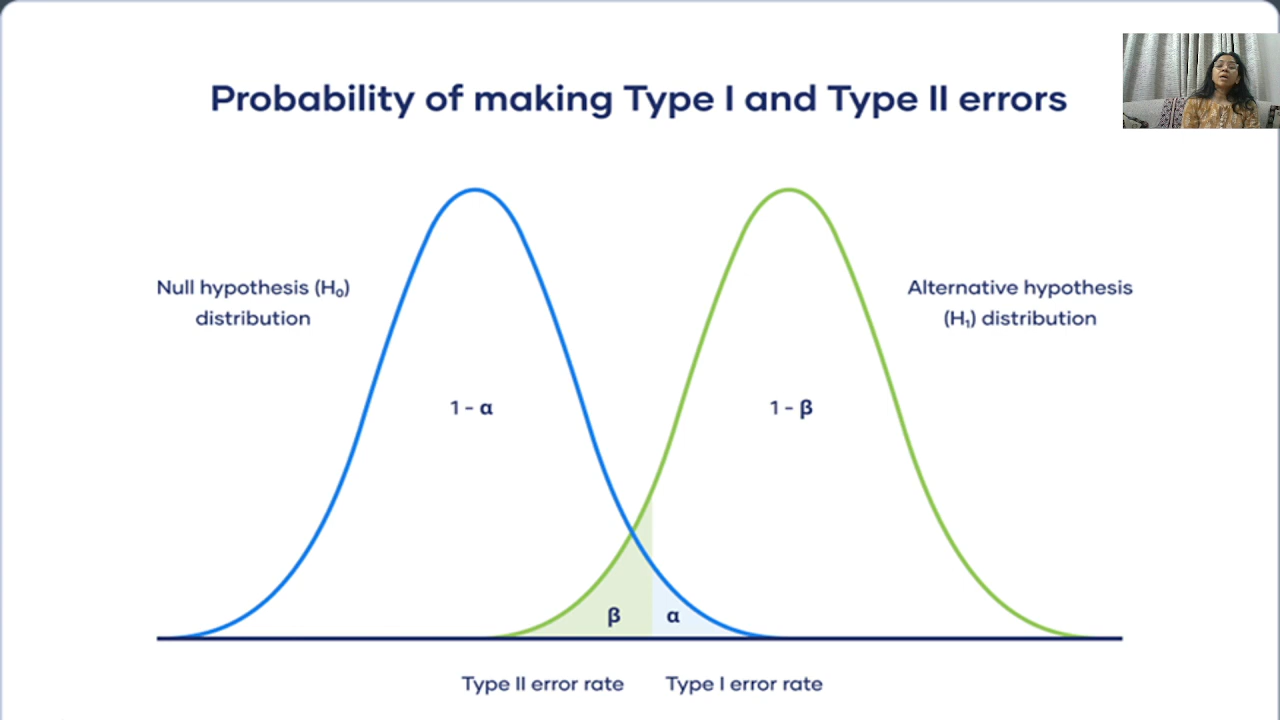 Probability of making Type I and Type II errors
Null hypothesis (H₀)
distribution
Alternative hypothesis
(H₁) distribution
1 - α
1 - β
β
α
Type II error rate
Type I error rate